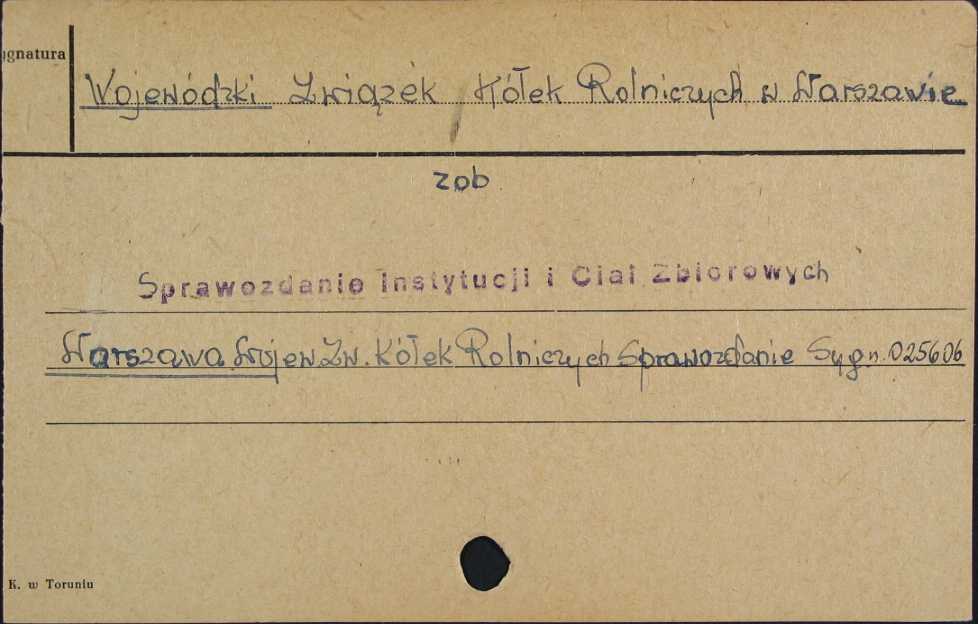 ygnatura
Wojewódzki Związek Kółek Rolniczych w Warszawie
zob
Sprawozdanie Instytucji i Ciał Zbiorowych
Warszawa Wojew. Zw. Kółek Rolniczych Sprawozdanie Sygn. 025606
K. w Toruniu